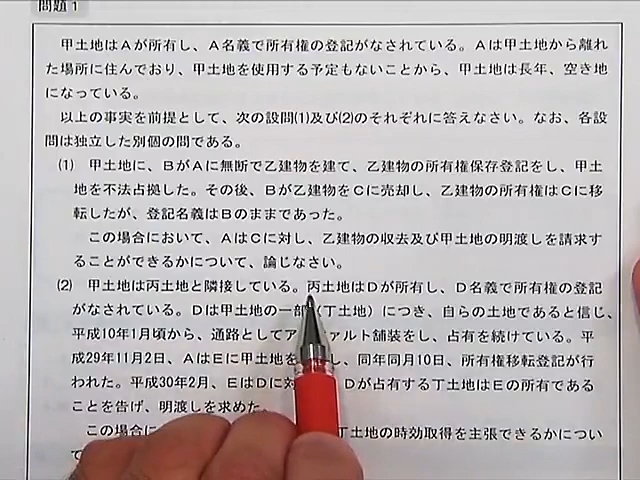 問題1
甲土地はAが所有し、A名義で所有権の登記がなされている。Aは甲土地から離れ
た場所に住んでおり、甲土地を使用する予定もないことから、甲土地は長年、空き地
になっている。
以上の事実を前提として、次の設問(1)及び(2)のそれぞれに答えなさい。なお、各設
問は独立した別個の問である。
(1) 甲土地に、BがAに無断で乙建物を建て、乙建物の所有権保存登記をし、甲土
地を不法占拠した。その後、Bが乙建物をCに売却し、乙建物の所有権はCに移
転したが、登記名義はBのままであった。
この場合において、AはCに対し、乙建物の収去及び甲土地の明渡しを請求す
ることができるかについて、論じなさい。
(2) 甲土地は丙土地と隣接している。丙土地はDが所有し、D名義で所有権の登記
がなされている。Dは甲土地の一部(丁土地)につき、自らの土地であると信じ、
平成10年1月頃から、通路としてアスファルト舗装をし、占有を続けている。平
成29年11月2日、AはEに甲土地を し、同年同月10日、所有権移転登記が行
われた。平成30年2月、EはDに対 Dが占有する丁土地はEの所有である
ことを告げ、明渡しを求めた。
この場合に 丁土地の時効取得を主張できるかについ
て